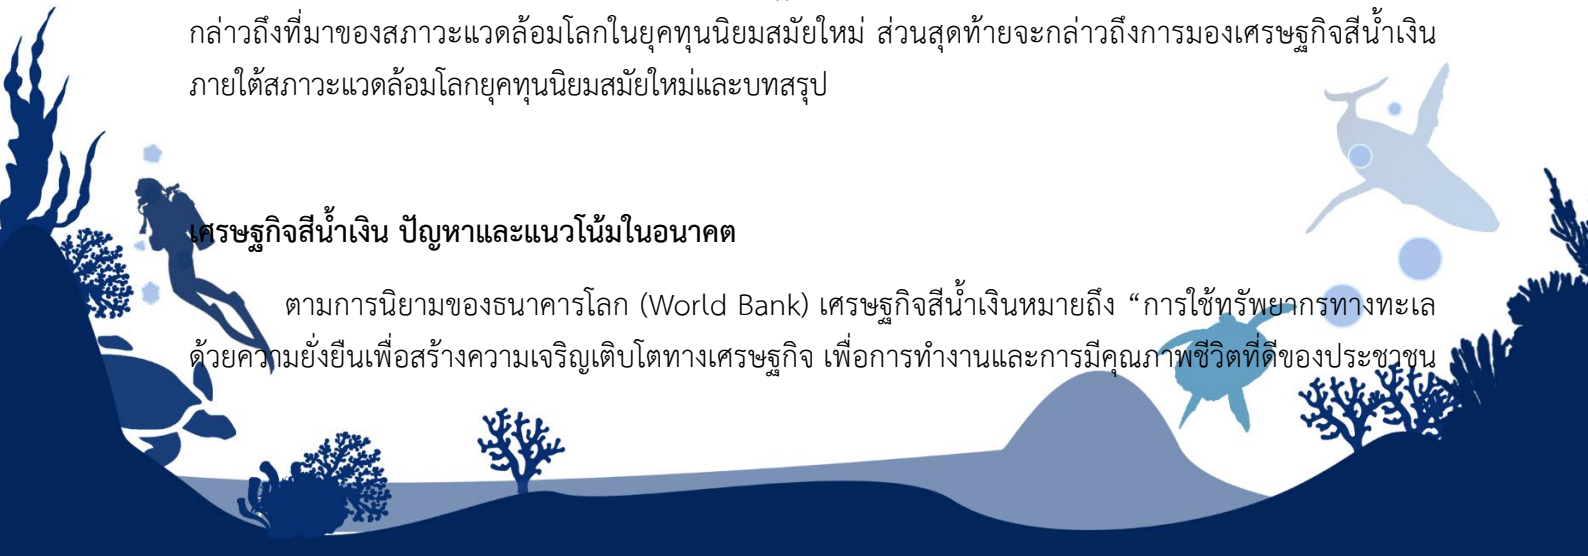 กล่าวถึงที่มาของสภาวะแวดล้อมโลกในยุคทุนนิยมสมัยใหม่ ส่วนสุดท้ายจะกล่าวถึงการมองเศรษฐกิจสีน้ำเงิน
ภายใต้สภาวะแวดล้อมโลกยุคทุนนิยมสมัยใหม่และบทสรุป
เศรษฐกิจสีน้ำเงิน ปัญหาและแนวโน้มในอนาคต
ตามการนิยามของธนาคารโลก (World Bank) เศรษฐกิจสีน้ำเงินหมายถึง “การใช้ทรัพยากรทางทะเล
ด้วยความยั่งยืนเพื่อสร้างความเจริญเติบโตทางเศรษฐกิจ เพื่อการทำงานและการมีคุณภาพชีวิตที่ดีของประชาชน